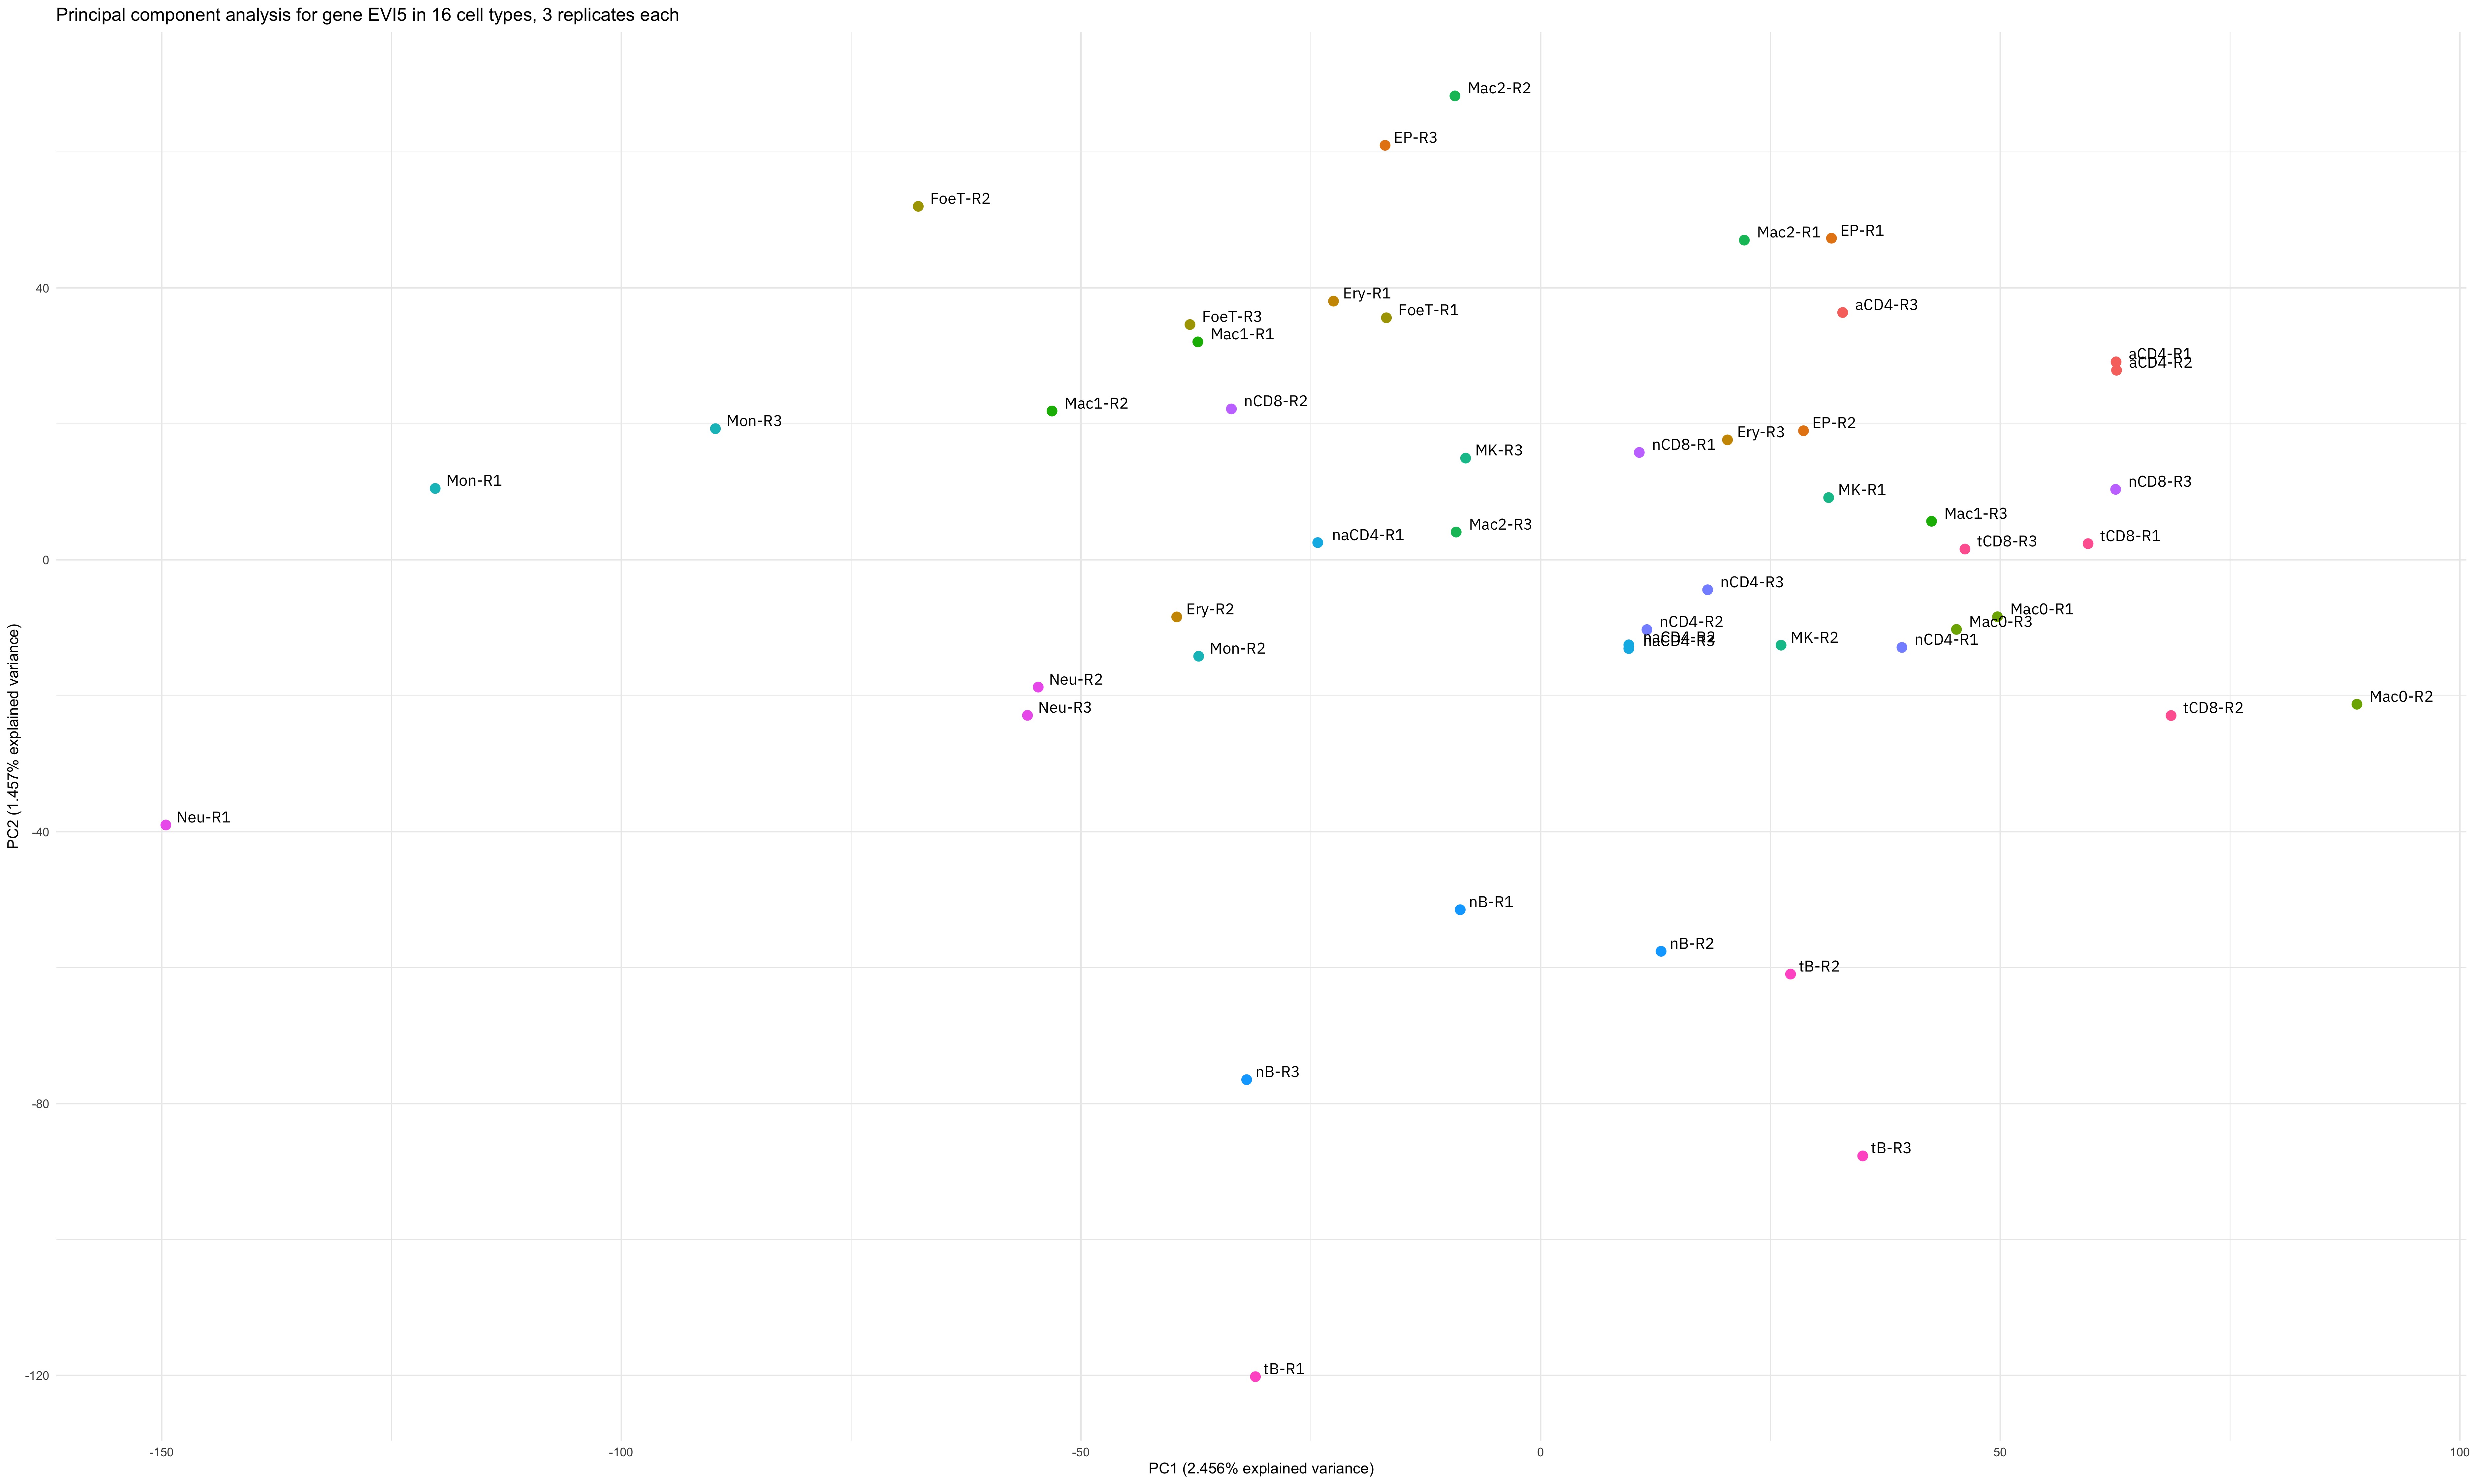 Principal component analysis for gene EVI5 in 16 cell types, 3 replicates each
Mac2-R2
EP-R3
FoeT-R2
Mac2-R1
EP-R1
Ery-R1
aCD4-R3
FoeT-R1
FoeT-R3
Mac1-R1
aCD4-R1
aCD4-R2
nCD8-R2
Mac1-R2
Mon-R3
EP-R2
Ery-R3
nCD8-R1
MK-R3
Mon-R1
nCD8-R3
MK-R1
Mac1-R3
Mac2-R3
naCD4-R1
tCD8-R3
tCD8-R1
nCD4-R3
Ery-R2
Mac0-R1
nCD4-R2
Mac0-R3
naCD4-R2
naCD4-R3
MK-R2
nCD4-R1
Mon-R2
Neu-R2
Mac0-R2
Neu-R3
tCD8-R2
Neu-R1
nB-R1
nB-R2
tB-R2
nB-R3
tB-R3
tB-R1
40
0
-40
-80
-120
PC2 (1.457% explained variance)
-150
-100
-50
0
50
100
PC1 (2.456% explained variance)